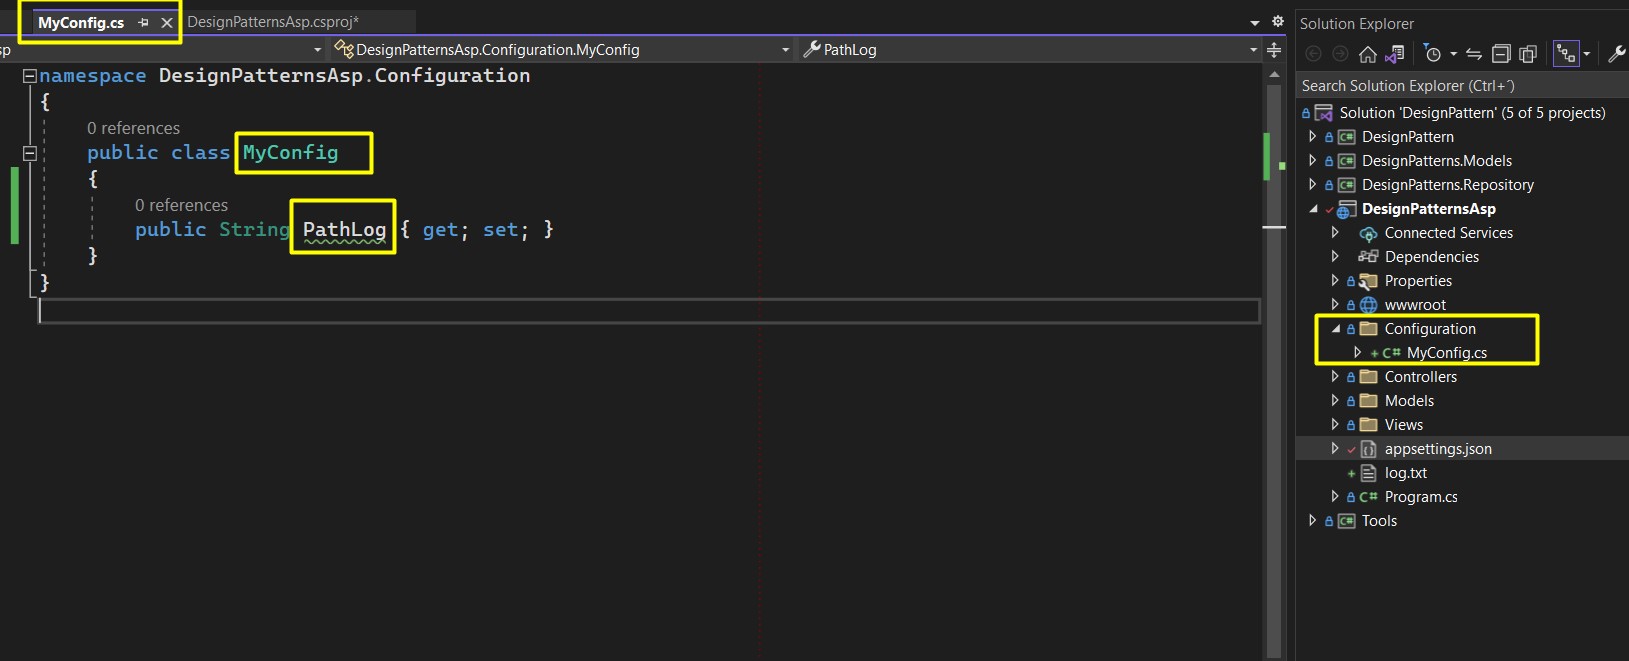 MyConfig.cs
DesignPatternsAsp.csproj*
sp
DesignPatternsAsp.Configuration.MyConfig
PathLog
namespace DesignPatternsAsp.Configuration
{
0 references
public class MyConfig
{
0 references
public String PathLog { get; set; }
}
}
Solution Explorer
Search Solution Explorer (Ctrl+´)
Solution 'DesignPattern' (5 of 5 projects)
C# DesignPattern
C# DesignPatterns.Models
C# DesignPatterns.Repository
DesignPatternsAsp
Connected Services
Dependencies
Properties
wwwroot
Configuration
+ C# MyConfig.cs
Controllers
Models
Views
appsettings.json
+ log.txt
C# Program.cs
C# Tools